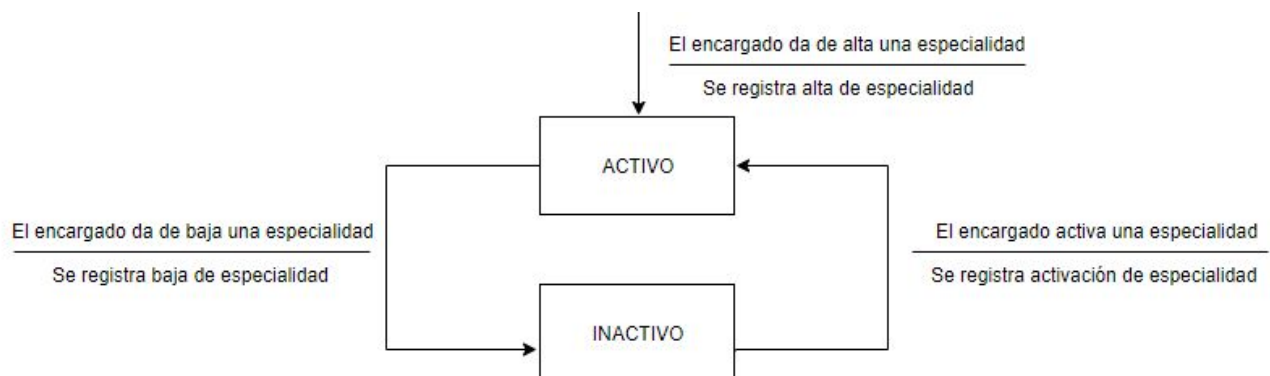 El encargado da de alta una especialidad
Se registra alta de especialidad
ACTIVO
El encargado da de baja una especialidad
Se registra baja de especialidad
El encargado activa una especialidad
Se registra activación de especialidad
INACTIVO